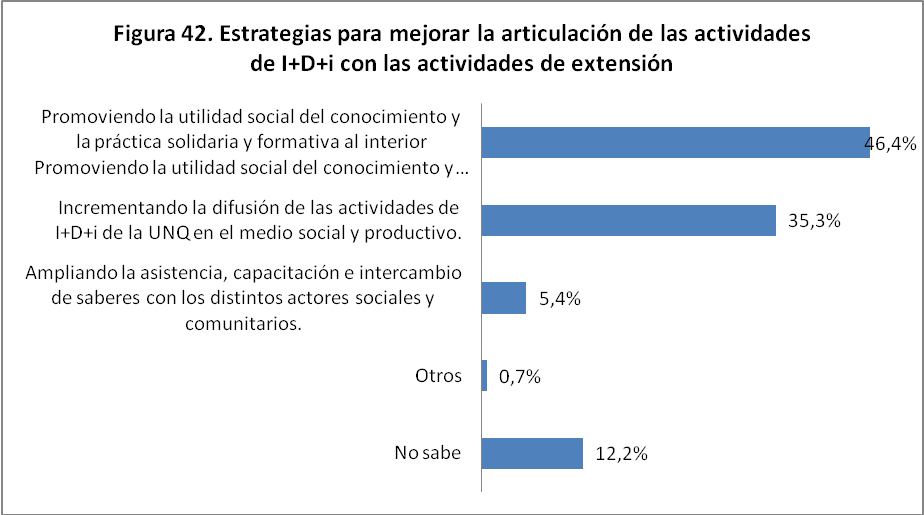 Figura 42. Estrategias para mejorar la articulación de las actividades
de I+D+i con las actividades de extensión
Promoviendo la utilidad social del conocimiento y
la práctica solidaria y formativa al interior
Promoviendo la utilidad social del conocimiento y...
46,4%
Incrementando la difusión de las actividades de
I+D+i de la UNQ en el medio social y productivo.
35,3%
Ampliando la asistencia, capacitación e intercambio
de saberes con los distintos actores sociales y
comunitarios.
5,4%
Otros
0,7%
No sabe
12,2%